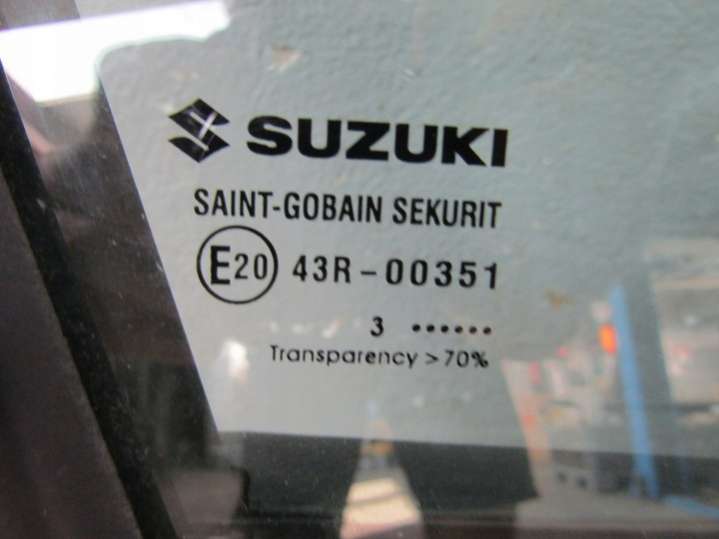 SUZUKI
SAINT-GOBAIN SEKURIT
E20 43R-00351
3 ••••••
Transparency > 70%